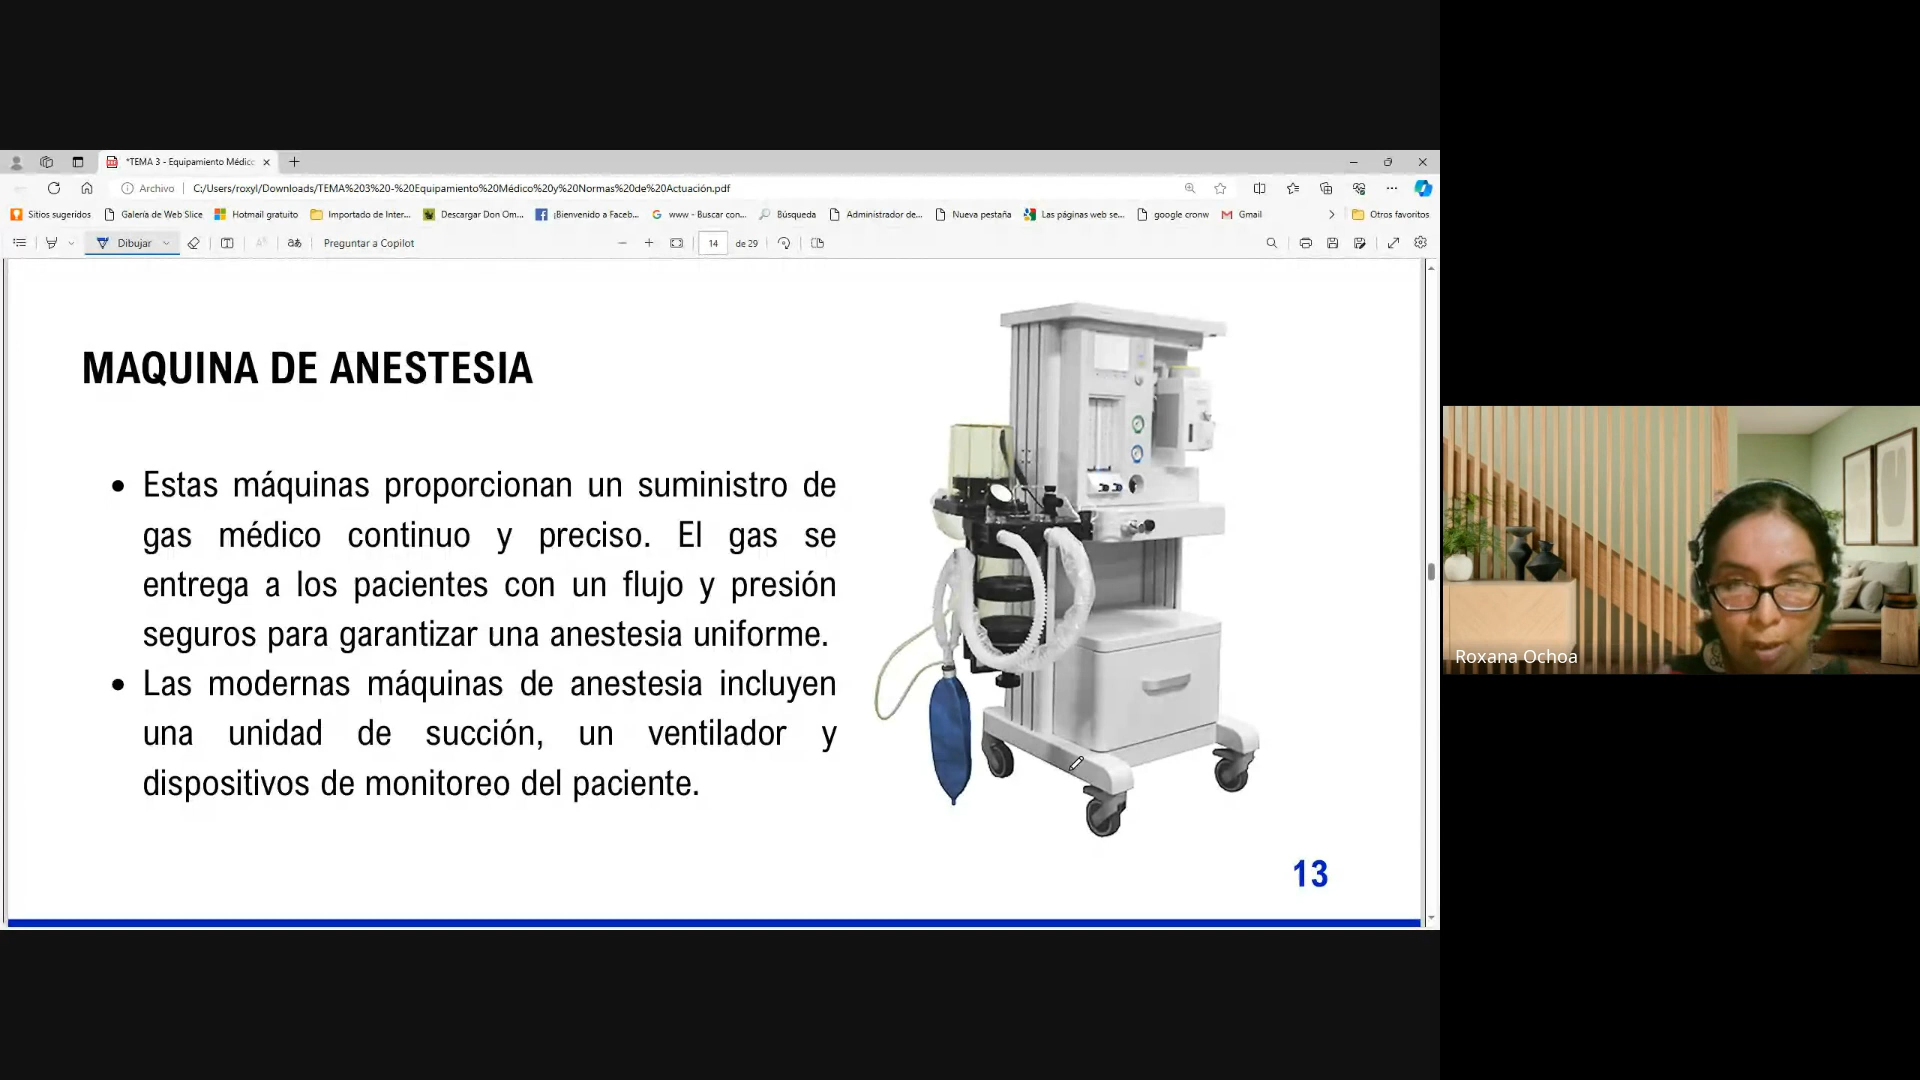 *TEMA 3 - Equipamiento Médic
Archivo
C:/Users/roxyl/Downloads/TEMA%203%20-%20Equipamiento%20Médico%20y%20Normas%20de%20Actuación.pdf
Sitios sugeridos
Galería de Web Slice
Hotmail gratuito
Importado de Inter...
Descargar Don Om...
¡Bienvenido a Faceb...
www - Buscar con...
Búsqueda
Administrador de...
Nueva pestaña
Las páginas web se...
google cronw
Gmail
Otros favoritos
Dibujar
Preguntar a Copilot
14
de 29
MAQUINA DE ANESTESIA
• Estas máquinas proporcionan un suministro de
gas médico continuo y preciso. El gas se
entrega a los pacientes con un flujo y presión
seguros para garantizar una anestesia uniforme.
• Las modernas máquinas de anestesia incluyen
una unidad de succión, un ventilador y
dispositivos de monitoreo del paciente.
13
Roxana Ochoa